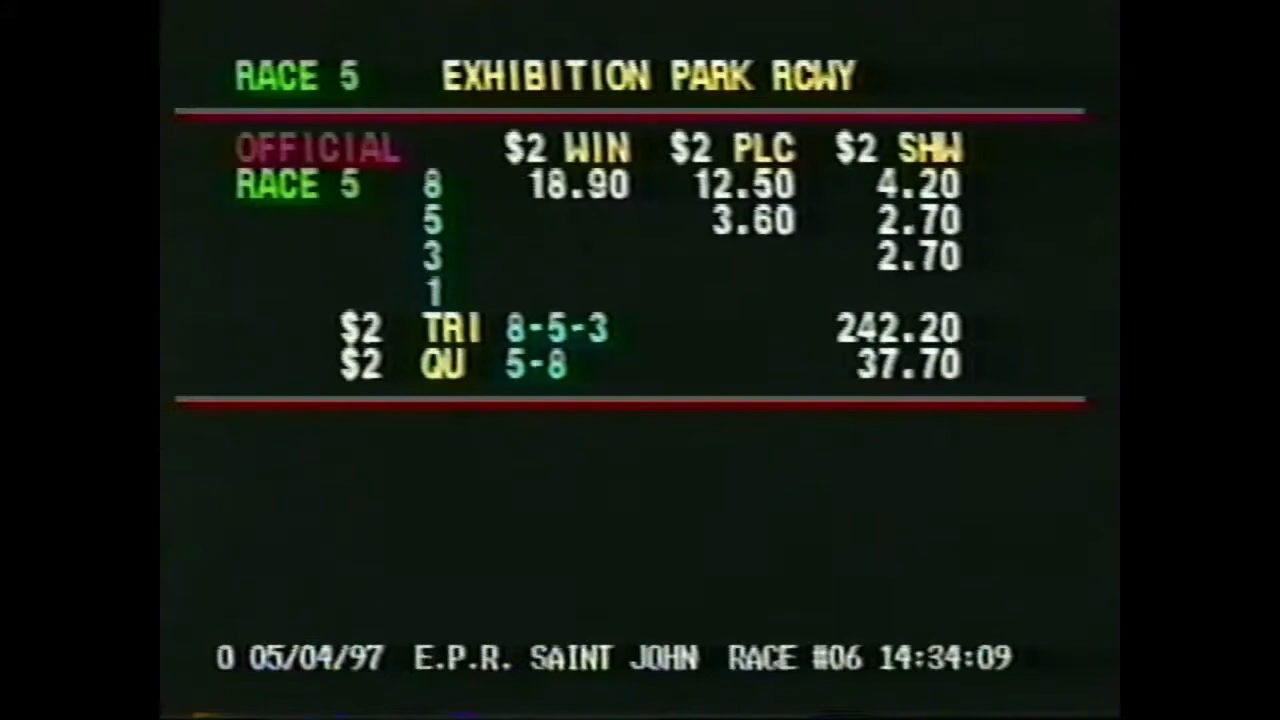 RACE 5 EXHIBITION PARK RCWY
OFFICIAL $2 WIN $2 PLC $2 SHW
RACE 5 8 18.90 12.50 4.20
5 3.60 2.70
3 2.70
1
$2 TRI 8-5-3 242.20
$2 QU 5-8 37.70
0 05/04/97 E.P.R. SAINT JOHN RACE #06 14:34:09